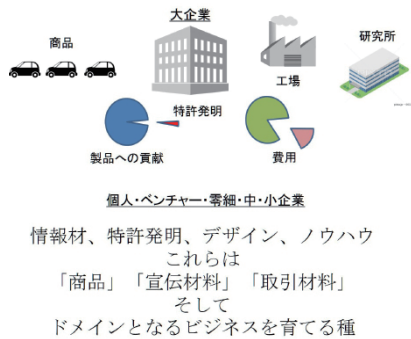 大企業
商品
研究所
工場
特許発明
製品への貢献
費用
個人・ベンチャー・零細・中・小企業
情報材、特許発明、デザイン、ノウハウ
これらは
「商品」「宣伝材料」「取引材料」
そして
ドメインとなるビジネスを育てる種